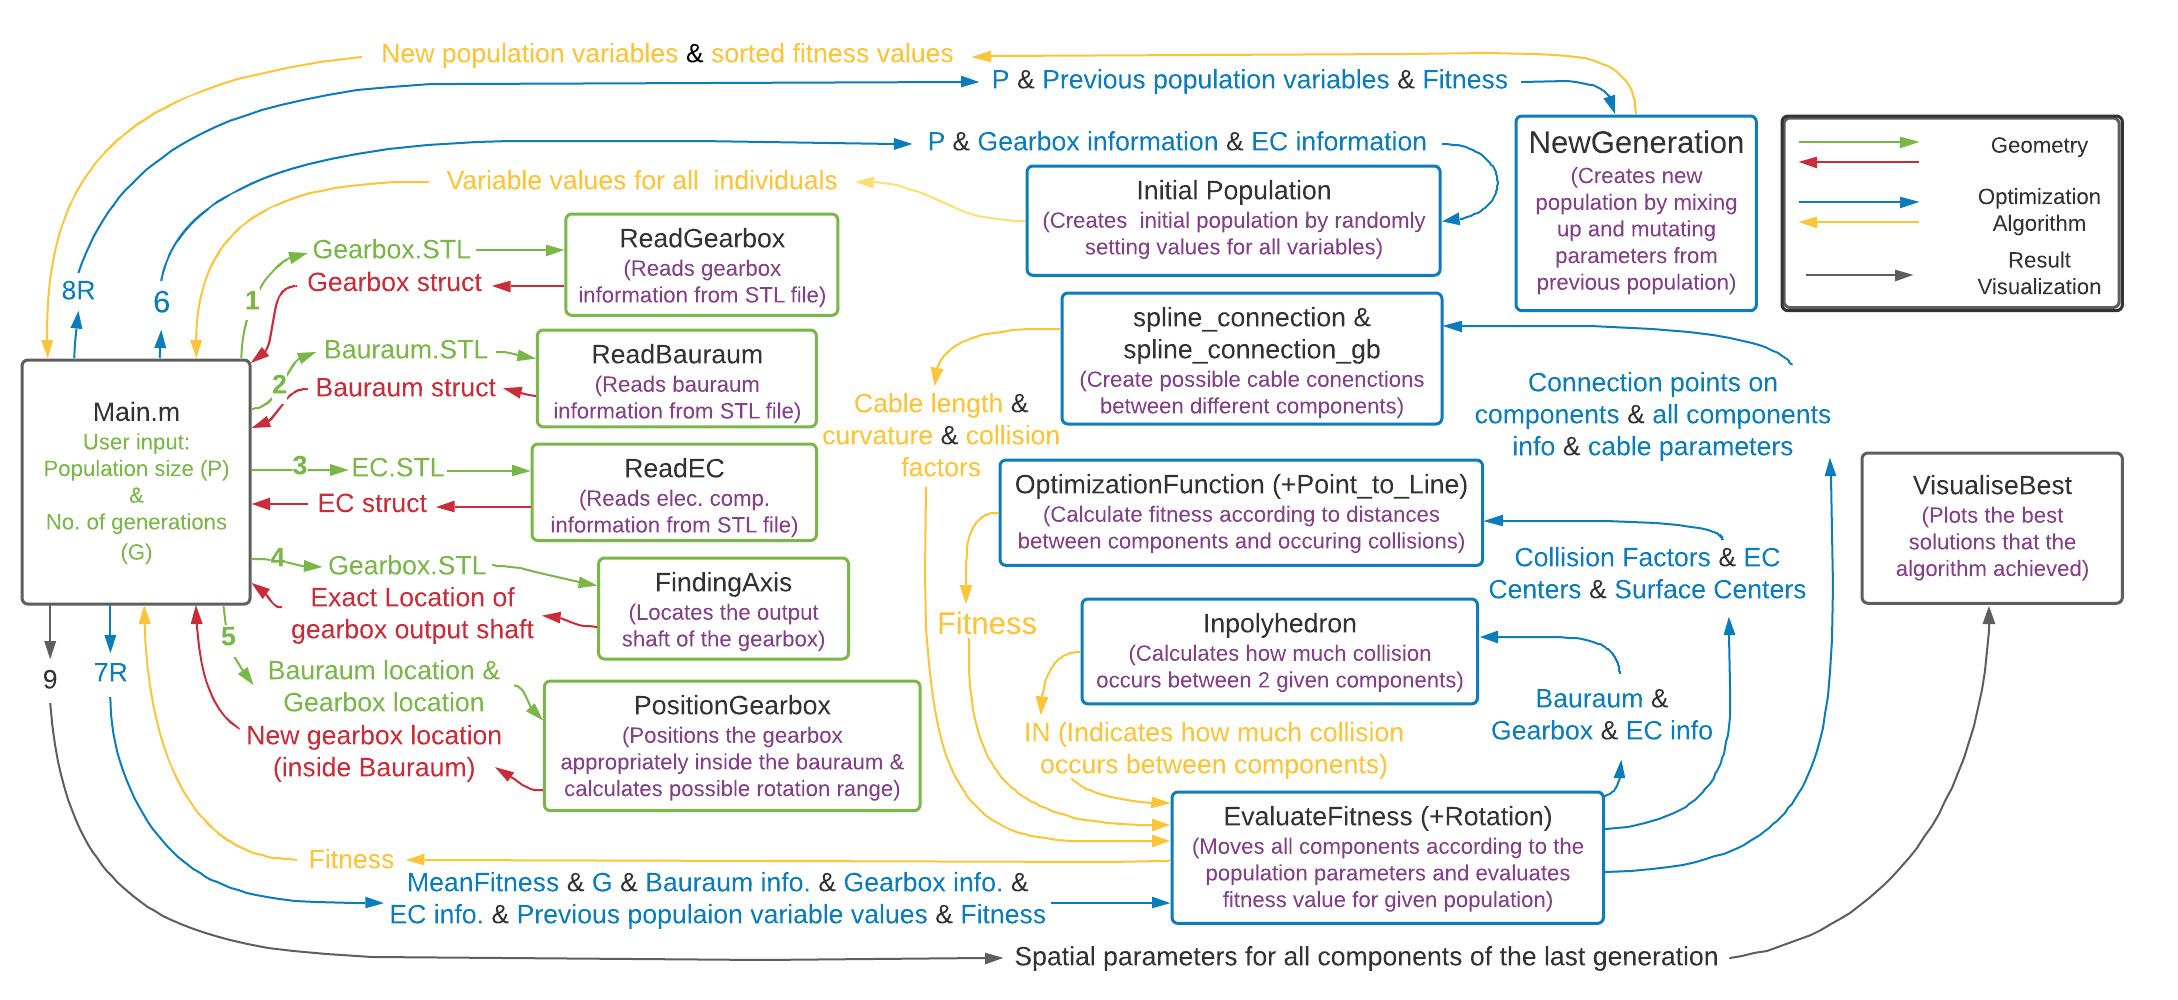 New population variables & sorted fitness values
P & Previous population variables & Fitness
P & Gearbox information & EC information
Variable values for all individuals
8R
6
NewGeneration
(Creates new
population by mixing
up and mutating
parameters from
previous population)
Geometry
Optimization
Algorithm
Result
Visualization
Initial Population
(Creates initial population by randomly
setting values for all variables)
1
Gearbox.STL
Gearbox struct
ReadGearbox
(Reads gearbox
information from STL file)
2
Bauraum.STL
Bauraum struct
ReadBauraum
(Reads bauraum
information from STL file)
spline_connection &
spline_connection_gb
(Create possible cable conenctions
between different components)
Cable length &
curvature & collision
factors
Connection points on
components & all components
info & cable parameters
Main.m
User input:
Population size (P)
&
No. of generations
(G)
3
EC.STL
EC struct
ReadEC
(Reads elec. comp.
information from STL file)
OptimizationFunction (+Point_to_Line)
(Calculate fitness according to distances
between components and occuring collisions)
VisualiseBest
(Plots the best
solutions that the
algorithm achieved)
4
Gearbox.STL
Exact Location of
gearbox output shaft
FindingAxis
(Locates the output
shaft of the gearbox)
Fitness
Collision Factors & EC
Centers & Surface Centers
Inpolyhedron
(Calculates how much collision
occurs between 2 given components)
5
Bauraum location &
Gearbox location
New gearbox location
(inside Bauraum)
PositionGearbox
(Positions the gearbox
appropriately inside the bauraum &
calculates possible rotation range)
IN (Indicates how much collision
occurs between components)
Bauraum &
Gearbox & EC info
9
7R
EvaluateFitness (+Rotation)
(Moves all components according to the
population parameters and evaluates
fitness value for given population)
Fitness
MeanFitness & G & Bauraum info. & Gearbox info. &
EC info. & Previous populaion variable values & Fitness
Spatial parameters for all components of the last generation